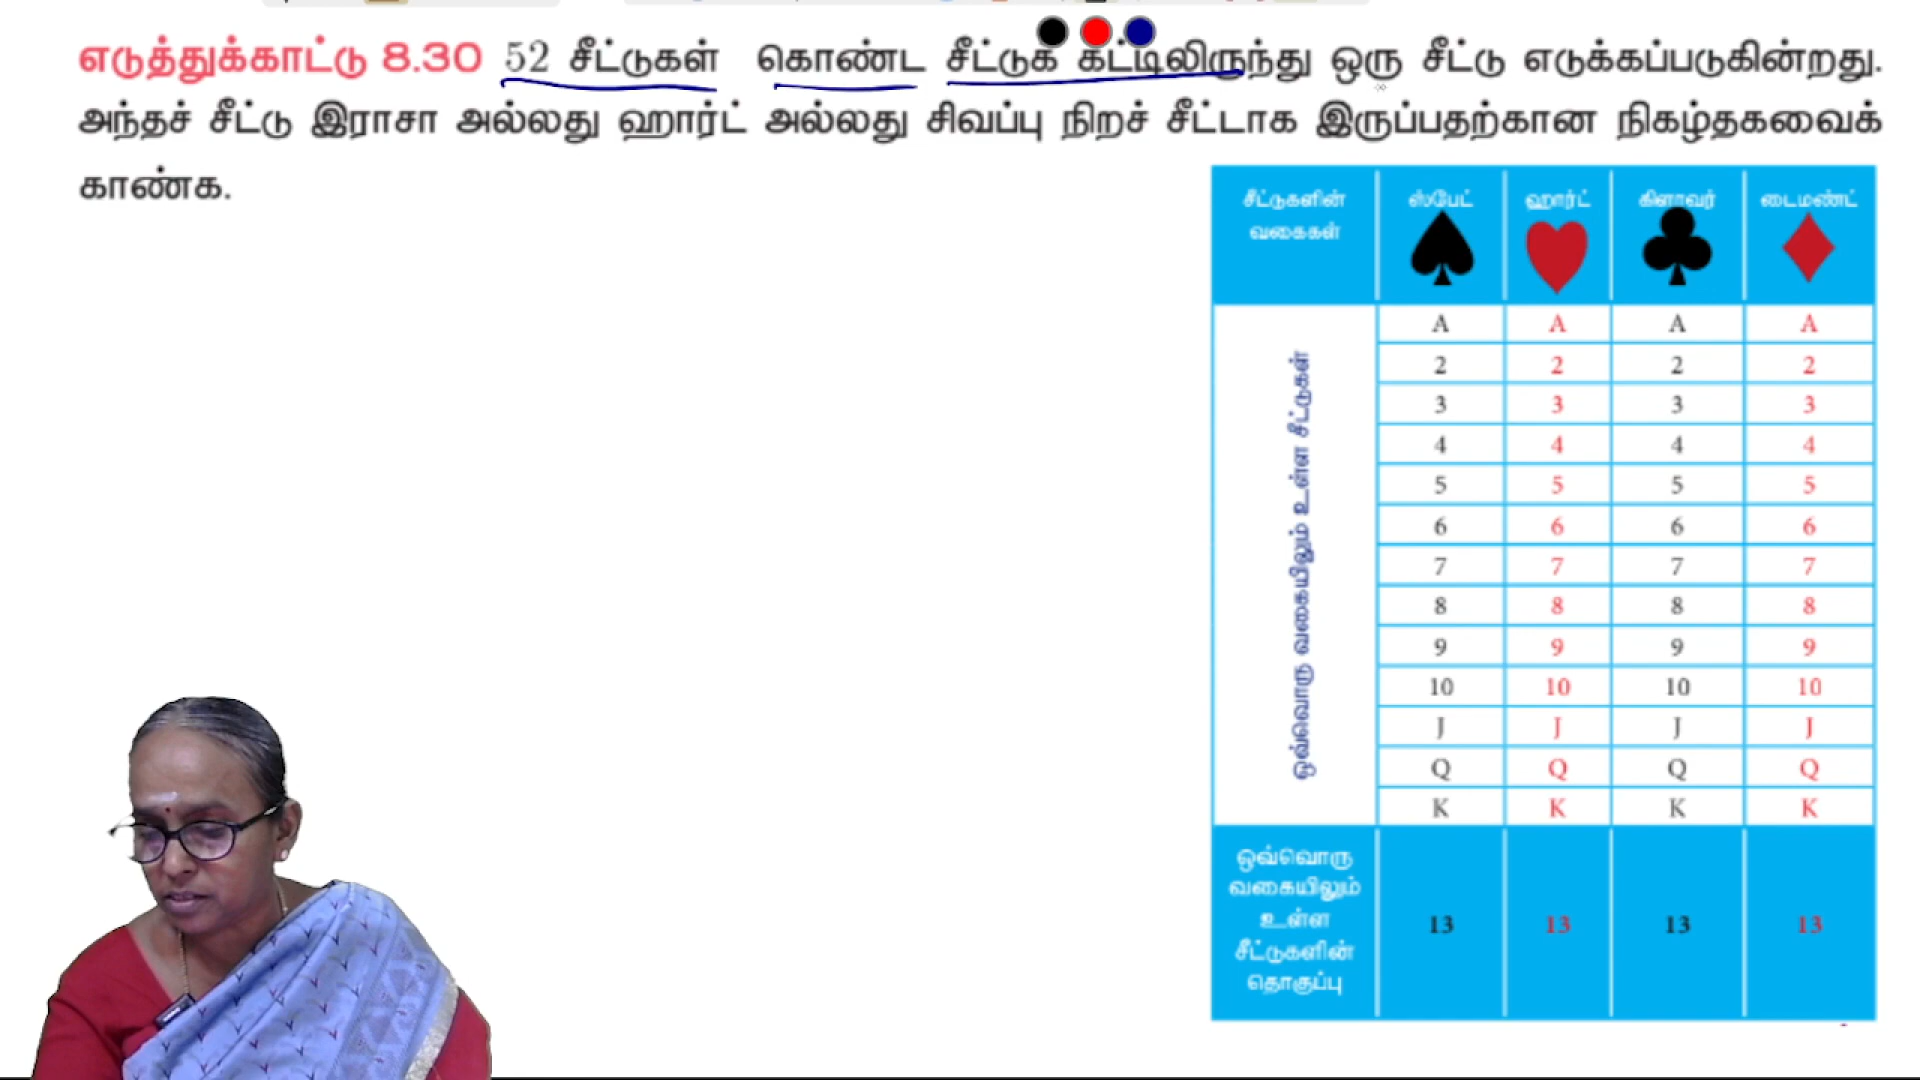 எடுத்துக்காட்டு 8.30 52 சீட்டுகள் கொண்ட சீட்டுக் கட்டிலிருந்து ஒரு சீட்டு எடுக்கப்படுகின்றது.
அந்தச் சீட்டு இராசா அல்லது ஹார்ட் அல்லது சிவப்பு நிறச் சீட்டாக இருப்பதற்கான நிகழ்தகவைக்
காண்க.
சீட்டுகளின் வகைகள் ஸ்பேட் ஹார்ட் கிளாவர் டைமண்ட்
ஒவ்வொரு வகையிலும் உள்ள சீட்டுகள்
A A A A
2 2 2 2
3 3 3 3
4 4 4 4
5 5 5 5
6 6 6 6
7 7 7 7
8 8 8 8
9 9 9 9
10 10 10 10
J J J J
Q Q Q Q
K K K K
ஒவ்வொரு
வகையிலும்
உள்ள
சீட்டுகளின்
தொகுப்பு
13 13 13 13